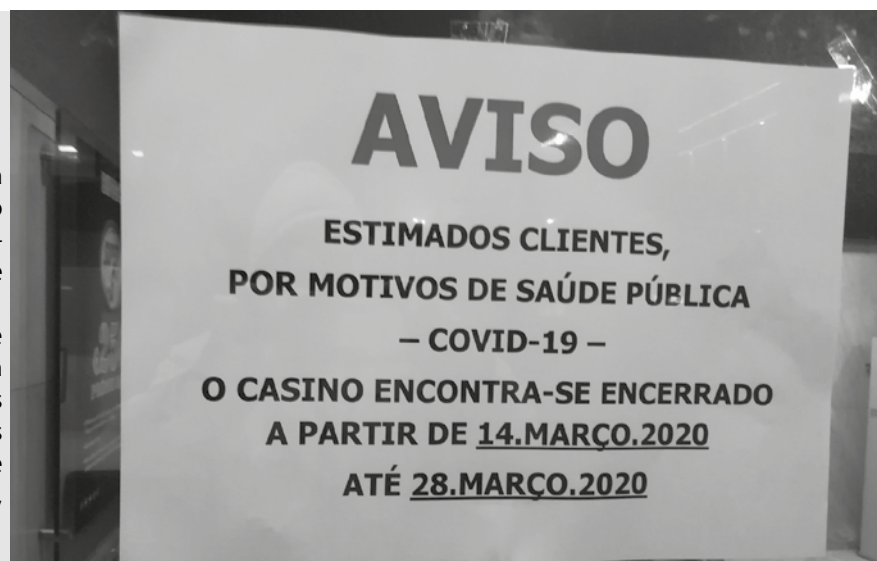 AVISO
ESTIMADOS CLIENTES,
POR MOTIVOS DE SAÚDE PÚBLICA
– COVID-19 –
O CASINO ENCONTRA-SE ENCERRADO
A PARTIR DE 14.MARÇO.2020
ATÉ 28.MARÇO.2020